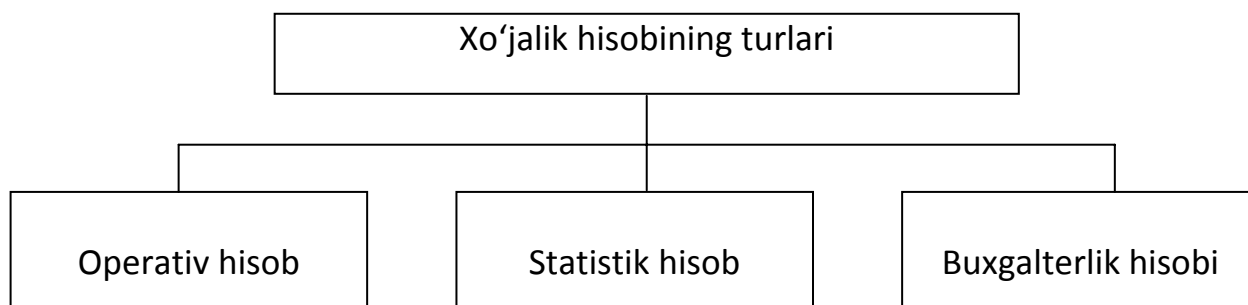 Xo‘jalik hisobining turlari
Operativ hisob
Statistik hisob
Buxgalterlik hisobi